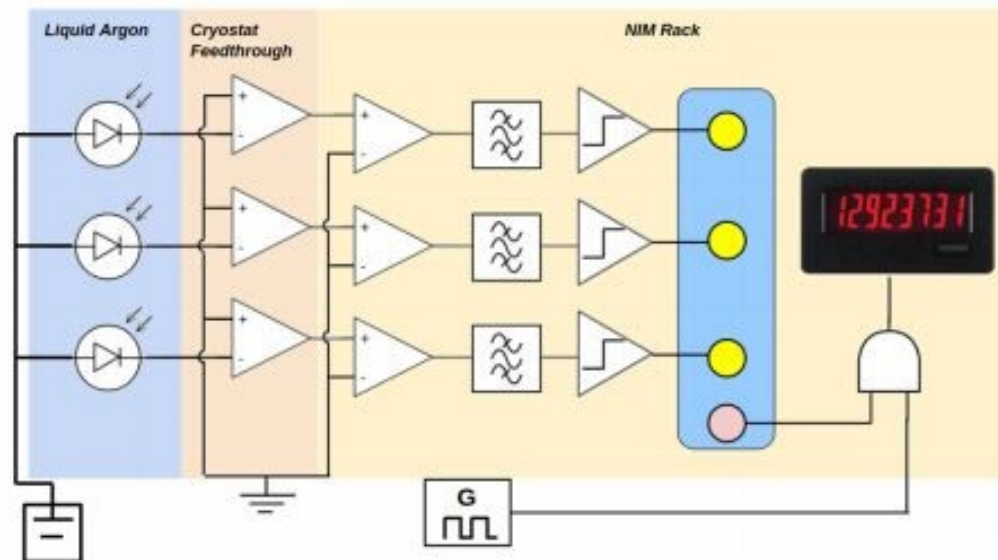 Liquid Argon
Cryostat
Feedthrough
NIM Rack
+
-
+
-
+
-
+
-
+
-
+
-
12923731
G